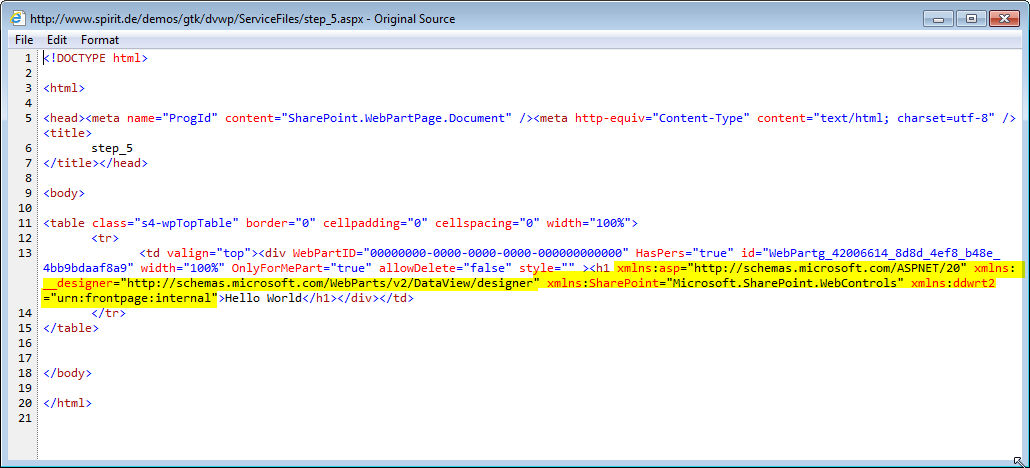 http://www.spirit.de/demos/gtk/dvwp/ServiceFiles/step_5.aspx - Original Source
File Edit Format
1 <!DOCTYPE html>
2
3 <html>
4
5 <head><meta name="ProgId" content="SharePoint.WebPartPage.Document" /><meta http-equiv="Content-Type" content="text/html; charset=utf-8" />
<title>
6 step_5
7 </title></head>
8
9 <body>
10
11 <table class="s4-wpTopTable" border="0" cellpadding="0" cellspacing="0" width="100%">
12 <tr>
13 <td valign="top"><div WebPartID="00000000-0000-0000-0000-000000000000" HasPers="true" id="WebPartg_42006614_8d8d_4ef8_b48e_
4bb9bdaaf8a9" width="100%" OnlyForMePart="true" allowDelete="false" style="" ><h1 xmlns:asp="http://schemas.microsoft.com/ASPNET/20" xmlns:
__designer="http://schemas.microsoft.com/WebParts/v2/DataView/designer" xmlns:SharePoint="Microsoft.SharePoint.WebControls" xmlns:ddwrt2
="urn:frontpage:internal">Hello World</h1></div></td>
14 </tr>
15 </table>
16
17
18 </body>
19
20 </html>
21